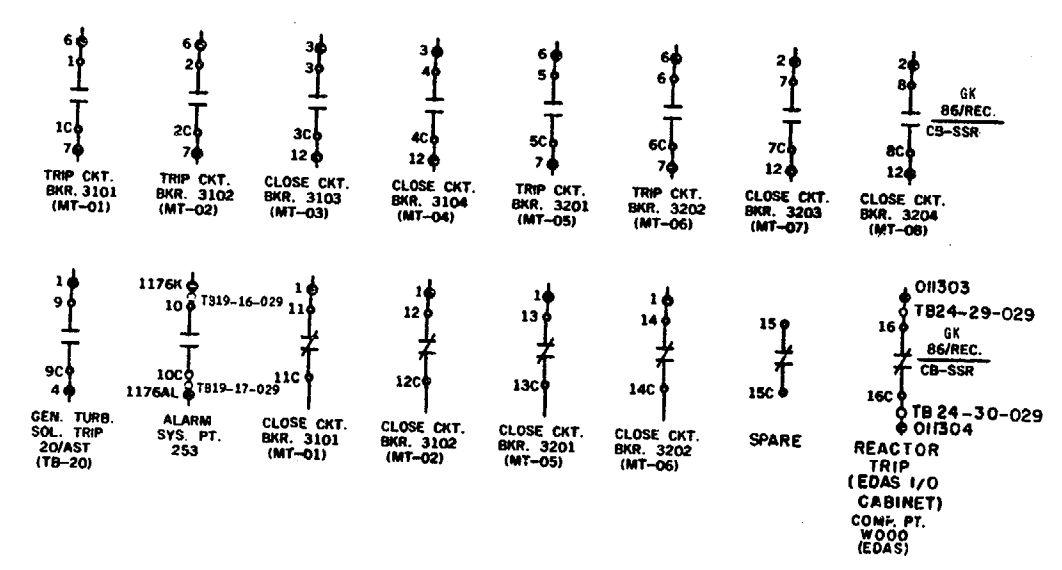 6
1
1C
7
TRIP CKT.
BKR. 3101
(MT-01)
6
2
2C
7
TRIP CKT.
BKR. 3102
(MT-02)
3
3
3C
12
CLOSE CKT.
BKR. 3103
(MT-03)
3
4
4C
12
CLOSE CKT.
BKR. 3104
(MT-04)
6
5
5C
7
TRIP CKT.
BKR. 3201
(MT-05)
6
6
6C
7
TRIP CKT.
BKR. 3202
(MT-06)
2
7
7C
12
CLOSE CKT.
BKR. 3203
(MT-07)
2
8
8C
12
GK
86/REC.
CB-SSR
CLOSE CKT.
BKR. 3204
(MT-08)
1
9
9C
4
GEN. TURB.
SOL. TRIP
20/AST
(TB-20)
1176K
TB19-16-029
10
10C
TB19-17-029
1176AL
ALARM
SYS. PT.
253
1
11
11C
CLOSE CKT.
BKR. 3101
(MT-01)
1
12
12C
CLOSE CKT.
BKR. 3102
(MT-02)
1
13
13C
CLOSE CKT.
BKR. 3201
(MT-05)
1
14
14C
CLOSE CKT.
BKR. 3202
(MT-06)
15
15C
SPARE
011303
TB24-29-029
16
GK
86/REC.
CB-SSR
16C
TB24-30-029
011304
REACTOR
TRIP
(EDAS I/O
CABINET)
COMP. PT.
W000
(EDAS)